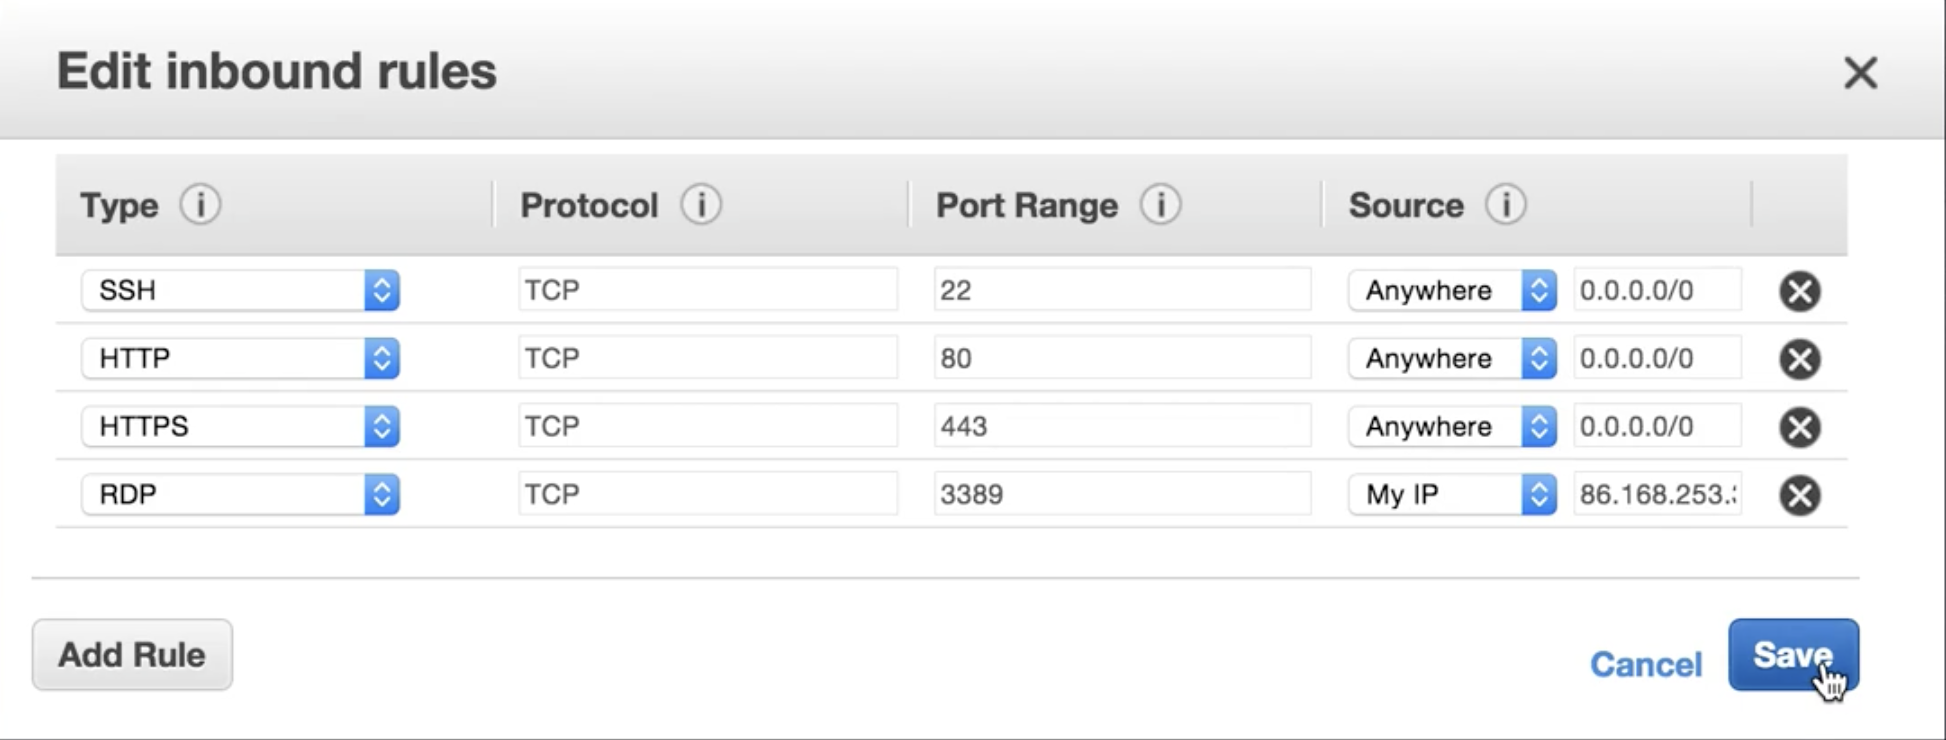 Edit inbound rules
Type Protocol Port Range Source
SSH TCP 22 Anywhere 0.0.0.0/0
HTTP TCP 80 Anywhere 0.0.0.0/0
HTTPS TCP 443 Anywhere 0.0.0.0/0
RDP TCP 3389 My IP 86.168.253.
Add Rule Cancel Save